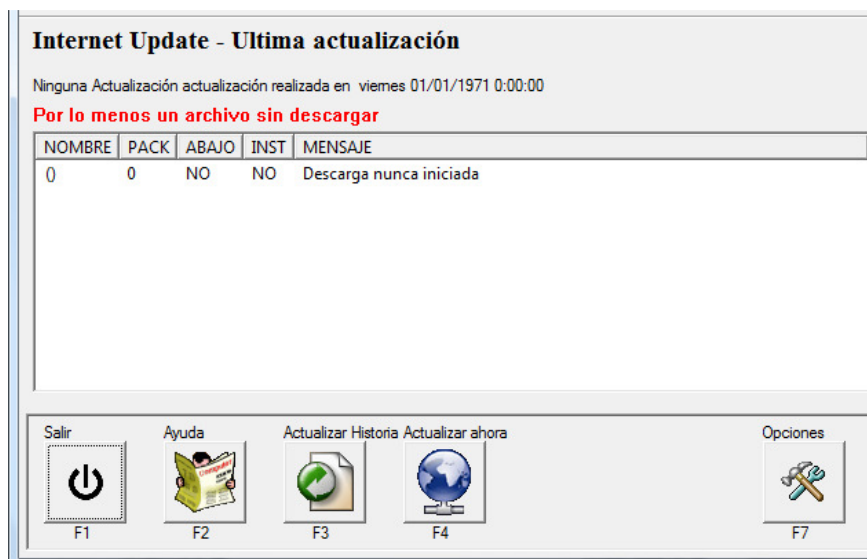 Internet Update - Ultima actualización
Ninguna Actualización actualización realizada en viernes 01/01/1971 0:00:00
Por lo menos un archivo sin descargar
NOMBRE PACK ABAJO INST MENSAJE
() 0 NO NO Descarga nunca iniciada
Salir Ayuda Actualizar Historia Actualizar ahora Opciones
F1 F2 F3 F4 F7